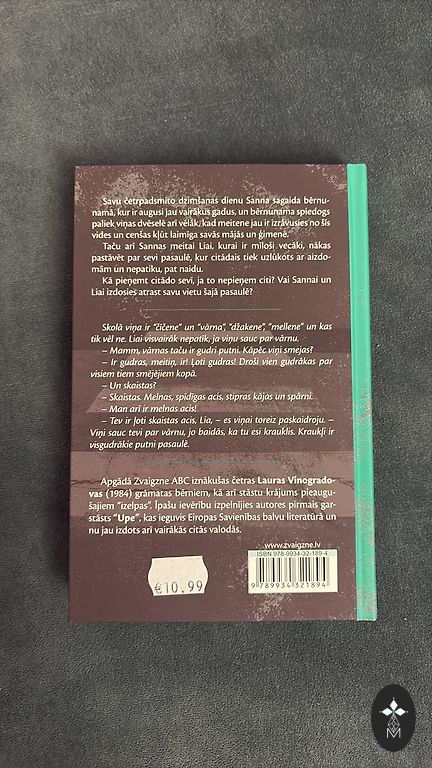 Savu četrpadsmito dzimšanas dienu Sanna sagaida bērnu-
namā, kur ir augusi jau vairākus gadus, un bērnunama spiedogs
paliek viņas dvēselē arī vēlāk, kad meitene jau ir izrāvusies no šīs
vides un cenšas kļūt laimīga savās mājās un ģimenē.
Taču arī Sannas meitai Liai, kurai ir mīloši vecāki, nākas
pastāvēt par sevi pasaulē, kur citādais tiek uzlūkots ar aizdo-
mām un nepatiku, pat naidu.
Kā pieņemt citādo sevi, ja to nepieņem citi? Vai Sannai un
Liai izdosies atrast savu vietu šajā pasaulē?
Skolā viņa ir "čičene" un "vārna", "džakene", "mellene" un kas
tik vēl ne. Liai visvairāk nepatīk, ja viņu sauc par vārnu.
– Mamm, vārnas taču ir gudri putni. Kāpēc viņi smejas?
– Ir gudras, meitiņ, ir! Ļoti gudras! Droši vien gudrākas par
visiem tiem smējējiem kopā.
– Un skaistas?
– Skaistas. Melnas, spīdīgas acis, stipras kājas un spārni.
– Man arī ir melnas acis!
– Tev ir ļoti skaistas acis, Lia, – es viņai toreiz paskaidroju. –
Viņi sauc tevi par vārnu, jo baidās, ka tu esi krauklis. Kraukļi ir
visgudrākie putni pasaulē.
Apgādā Zvaigzne ABC iznākušas četras Lauras Vinogrado-
vas (1984) grāmatas bērniem, kā arī stāstu krājums pieaugu-
šajiem "izelpas". Īpašu ievērību izpelnījies autores pirmais gar-
stāsts "Upe", kas ieguvis Eiropas Savienības balvu literatūrā un
nu jau izdots arī vairākās citās valodās.
www.zvaigzne.lv
ISBN 978-9934-32-189-4
9 789934 321894
€10.99
M